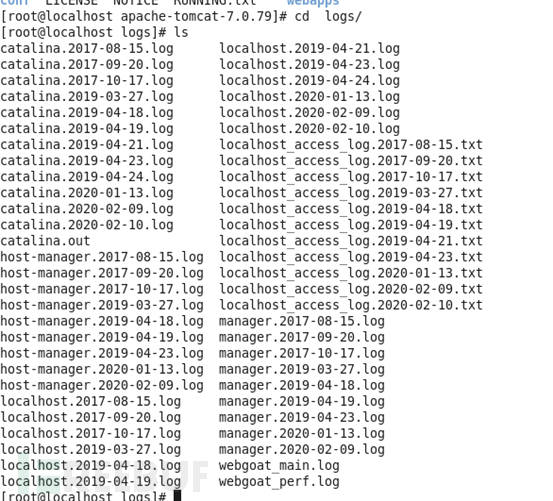 conf LICENSE NOTICE RUNNING.txt webapps
[root@localhost apache-tomcat-7.0.79]# cd  logs/
[root@localhost logs]# ls
catalina.2017-08-15.log localhost.2019-04-21.log
catalina.2017-09-20.log localhost.2019-04-23.log
catalina.2017-10-17.log localhost.2019-04-24.log
catalina.2019-03-27.log localhost.2020-01-13.log
catalina.2019-04-18.log localhost.2020-02-09.log
catalina.2019-04-19.log localhost.2020-02-10.log
catalina.2019-04-21.log localhost_access_log.2017-08-15.txt
catalina.2019-04-23.log localhost_access_log.2017-09-20.txt
catalina.2019-04-24.log localhost_access_log.2017-10-17.txt
catalina.2020-01-13.log localhost_access_log.2019-03-27.txt
catalina.2020-02-09.log localhost_access_log.2019-04-18.txt
catalina.2020-02-10.log localhost_access_log.2019-04-19.txt
catalina.out localhost_access_log.2019-04-21.txt
host-manager.2017-08-15.log localhost_access_log.2019-04-23.txt
host-manager.2017-09-20.log localhost_access_log.2020-01-13.txt
host-manager.2017-10-17.log localhost_access_log.2020-02-09.txt
host-manager.2019-03-27.log localhost_access_log.2020-02-10.txt
host-manager.2019-04-18.log manager.2017-08-15.log
host-manager.2019-04-19.log manager.2017-09-20.log
host-manager.2019-04-23.log manager.2017-10-17.log
host-manager.2020-01-13.log manager.2019-03-27.log
host-manager.2020-02-09.log manager.2019-04-18.log
localhost.2017-08-15.log manager.2019-04-19.log
localhost.2017-09-20.log manager.2019-04-23.log
localhost.2017-10-17.log manager.2020-01-13.log
localhost.2019-03-27.log manager.2020-02-09.log
localhost.2019-04-18.log webgoat_main.log
localhost.2019-04-19.log webgoat_perf.log
[root@localhost logs]#